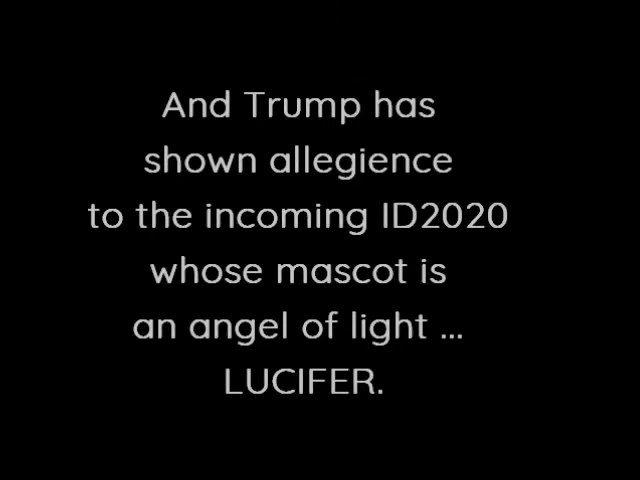 And Trump has
shown allegience
to the incoming ID2020
whose mascot is
an angel of light ...
LUCIFER.